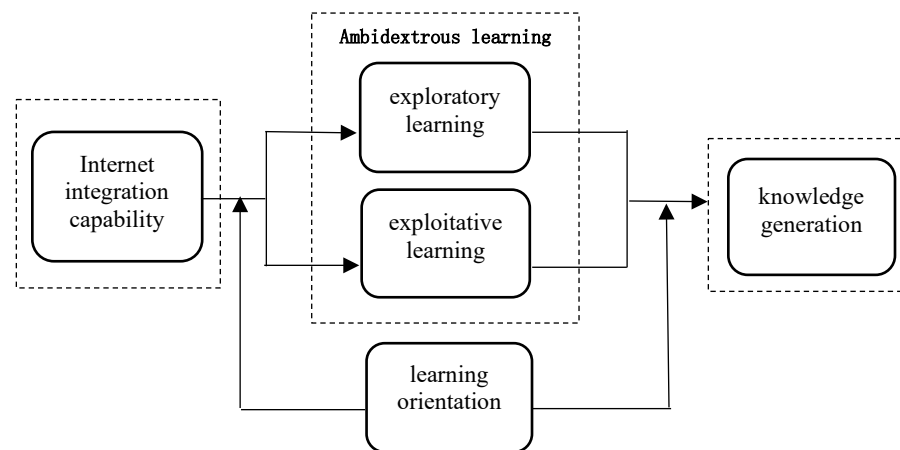 Ambidextrous learning
exploratory
learning
Internet
integration
capability
exploitative
learning
knowledge
generation
learning
orientation